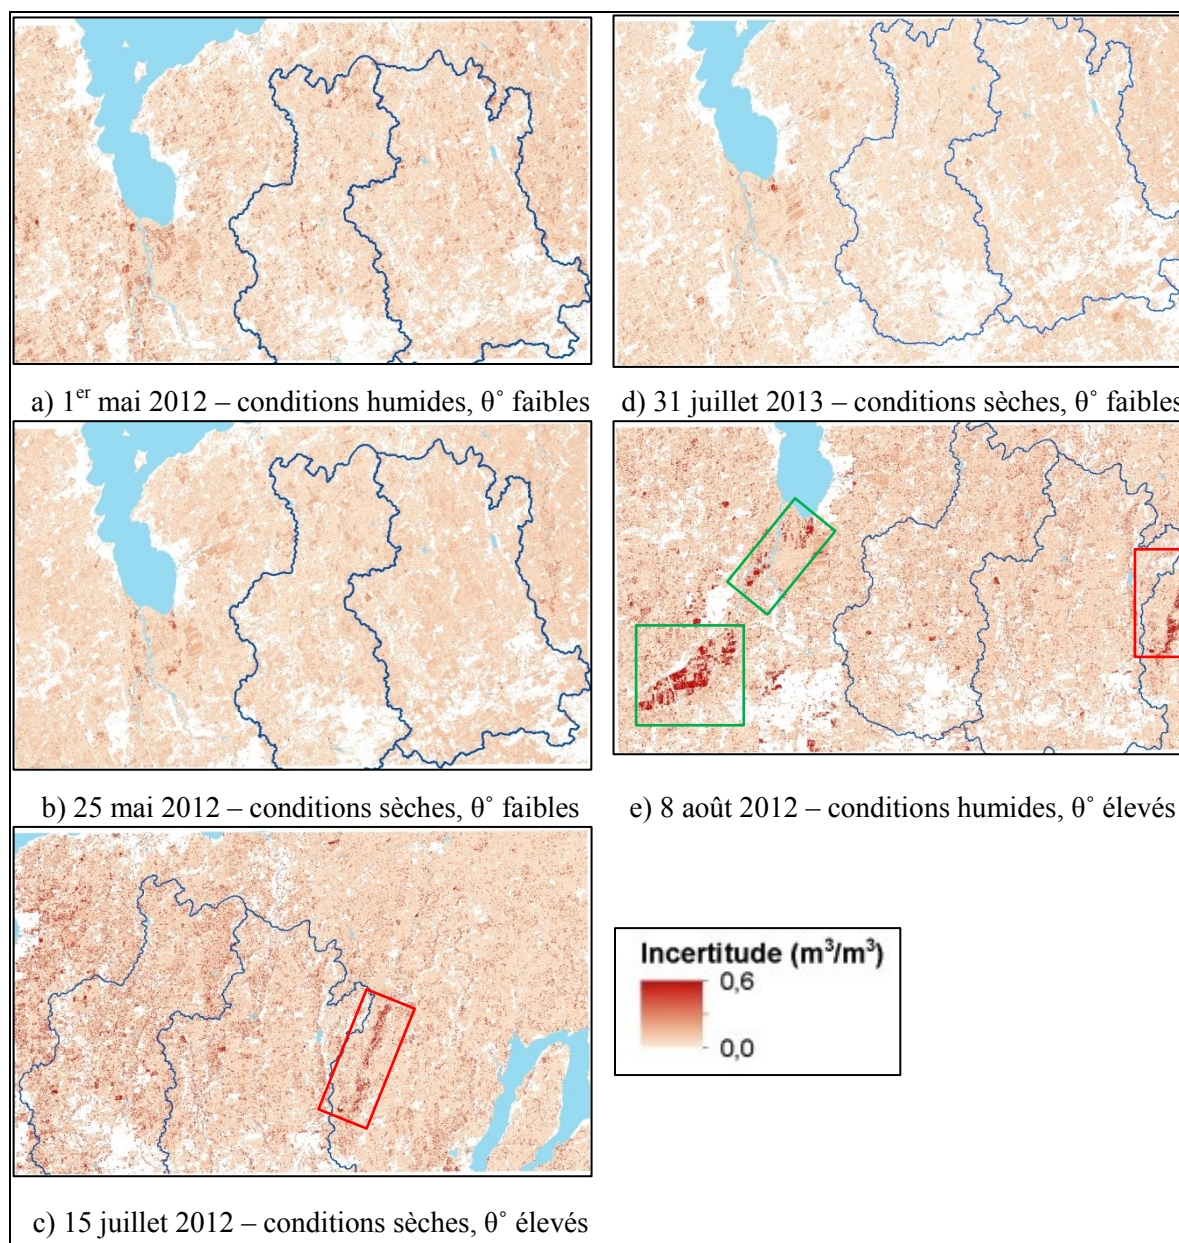 a) 1er mai 2012 – conditions humides, θ° faibles
d) 31 juillet 2013 – conditions sèches, θ° faibles
b) 25 mai 2012 – conditions sèches, θ° faibles
e) 8 août 2012 – conditions humides, θ° élevés
Incertitude (m³/m³)
0,6
0,0
c) 15 juillet 2012 – conditions sèches, θ° élevés